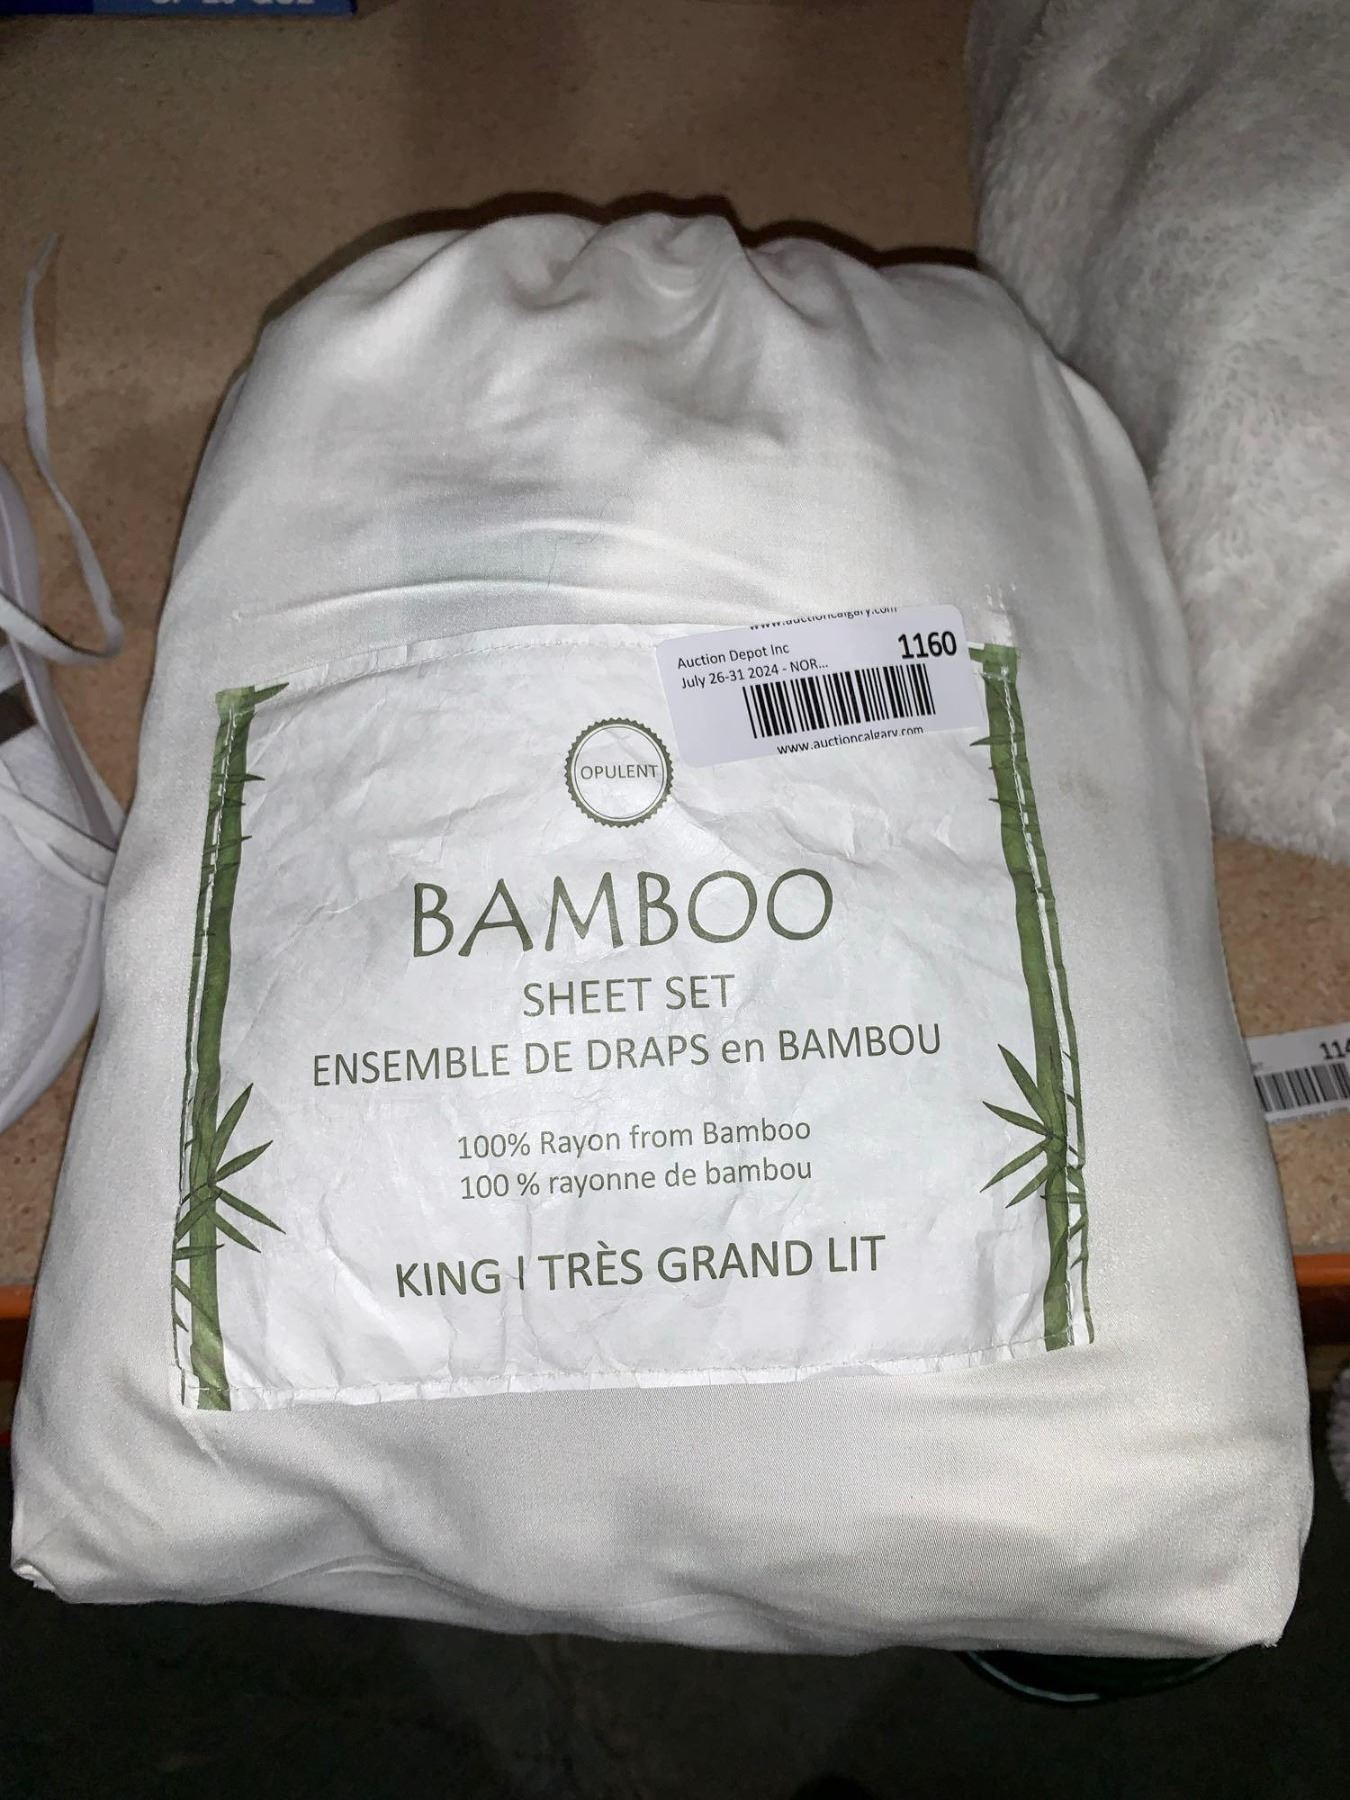 www.auctioncalgary.com
Auction Depot Inc
1160
July 26-31 2024 - NOR...
www.auctioncalgary.com
OPULENT
BAMBOO
SHEET SET
ENSEMBLE DE DRAPS en BAMBOU
100% Rayon from Bamboo
100 % rayonne de bambou
KING I TRÈS GRAND LIT